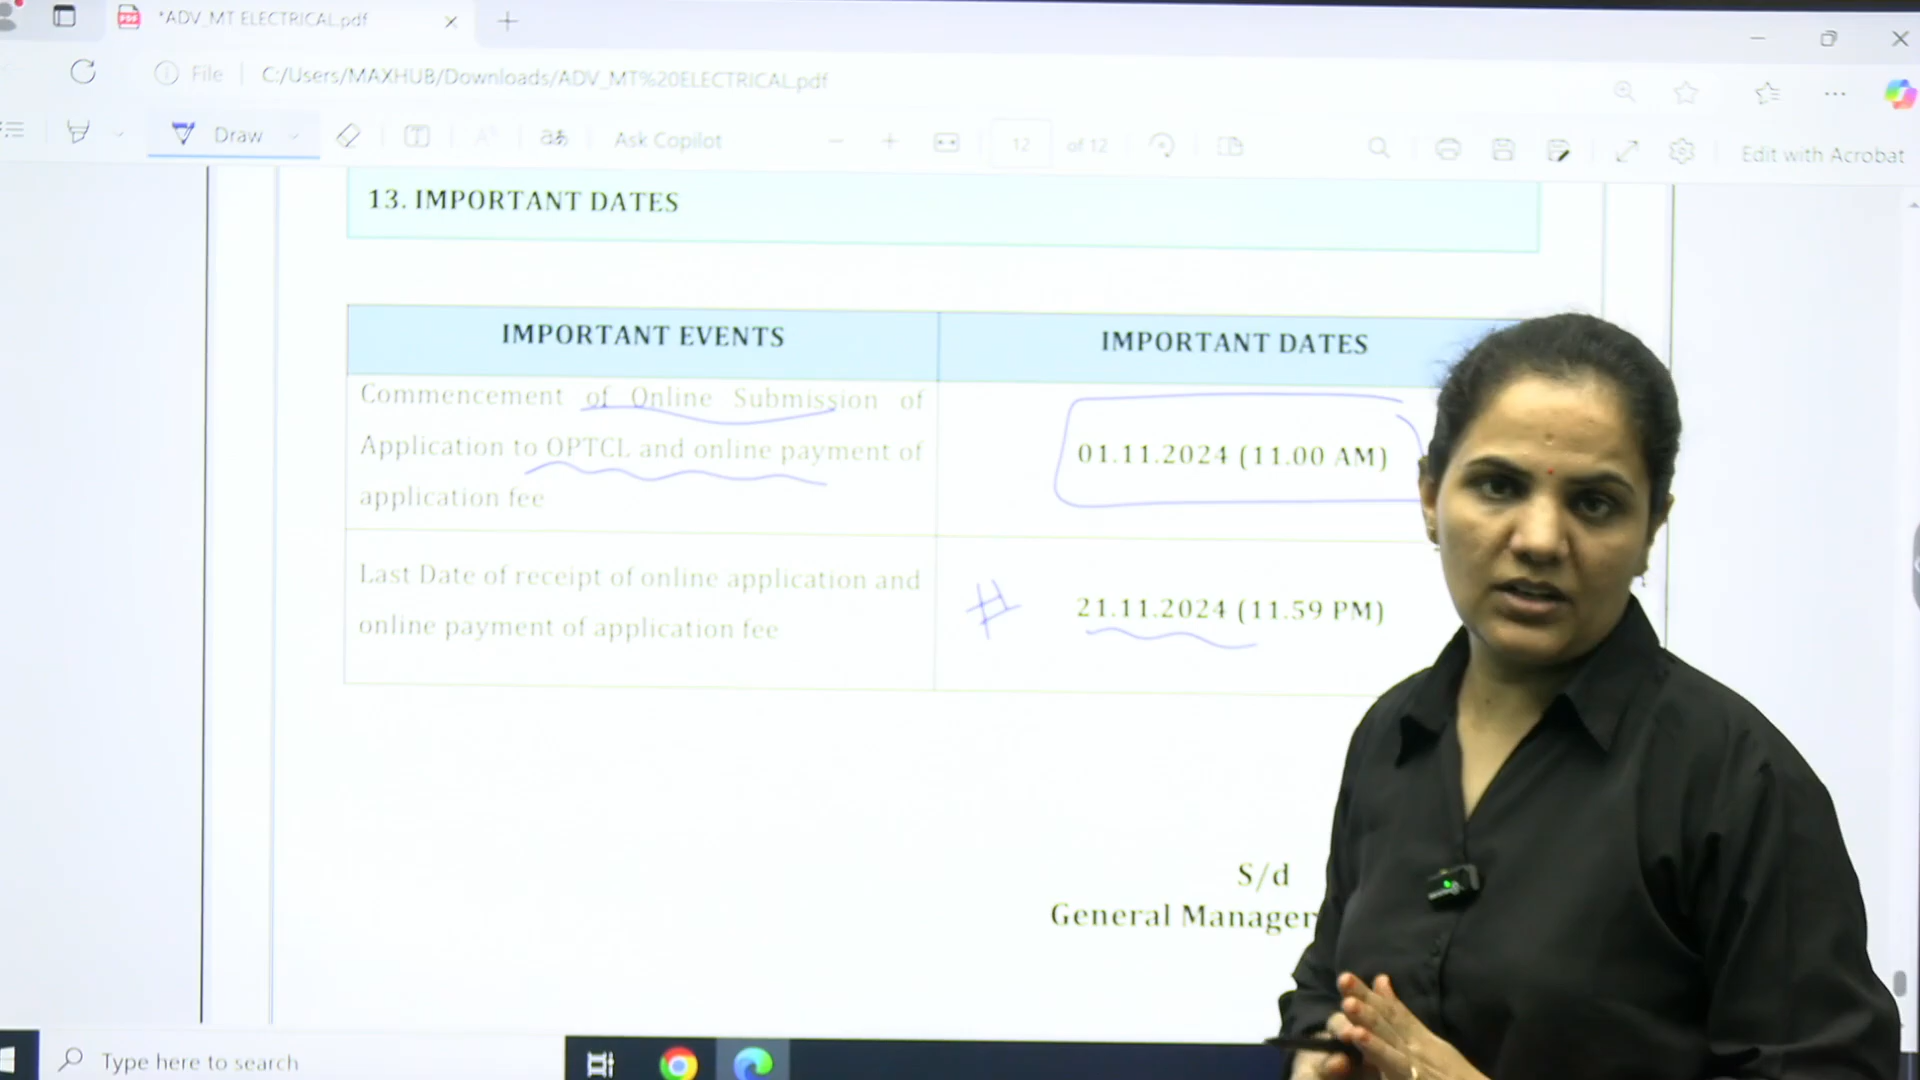 *ADV_MT ELECTRICAL.pdf
File
C:/Users/MAXHUB/Downloads/ADV_MT%20ELECTRICAL.pdf
Draw
aあ
Ask Copilot
12
of 12
Edit with Acrobat
13. IMPORTANT DATES
IMPORTANT EVENTS
IMPORTANT DATES
Commencement of Online Submission of
Application to OPTCL and online payment of
application fee
01.11.2024 (11.00 AM)
Last Date of receipt of online application and
online payment of application fee
#
21.11.2024 (11.59 PM)
S/d
General Manager
Type here to search